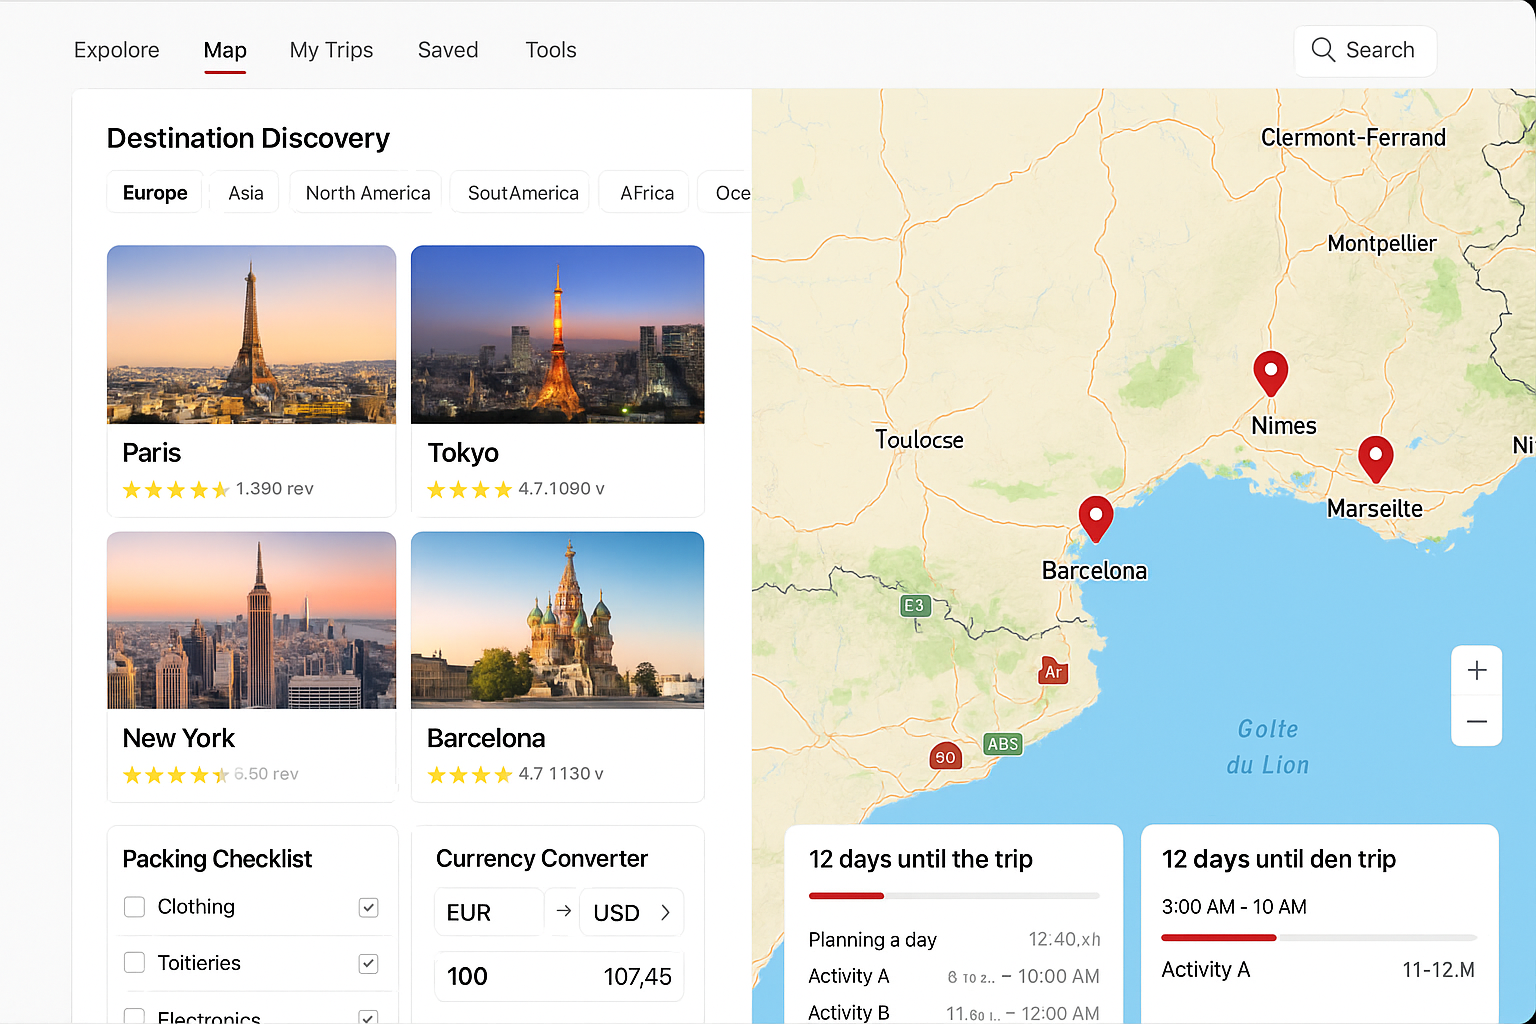 Expolore Map My Trips Saved Tools Search
Destination Discovery
Europe Asia North America SoutAmerica AFrica Oce
Paris
1.390 rev
Tokyo
4.7.1090 v
New York
6.50 rev
Barcelona
4.7 1130 v
Packing Checklist
Clothing
Toitieries
Electronics
Currency Converter
EUR → USD
100 107,45
Clermont-Ferrand
Montpellier
Toulocse
Nimes
Ni
Marseilte
Barcelona
E3
Ar
ABS
60
Golte
du Lion
12 days until the trip
Planning a day 12:40,xh
Activity A – 10:00 AM
Activity B – 12:00 AM
12 days until den trip
3:00 AM - 10 AM
Activity A 11-12.M